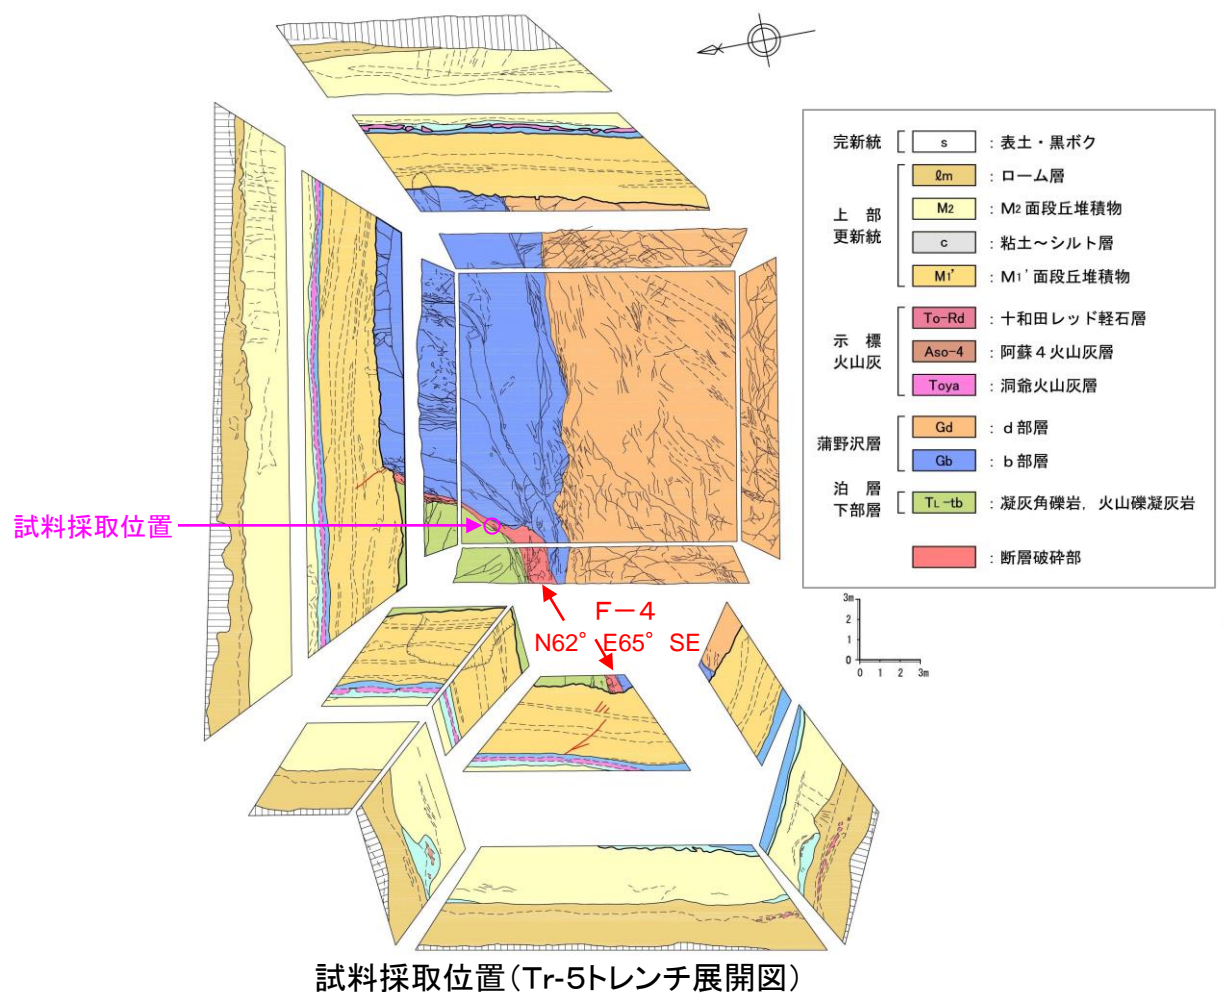 完新統
s
：表土・黒ボク
上部
更新統
ℓm
：ローム層
M2
：M2面段丘堆積物
c
：粘土～シルト層
M1'
：M1'面段丘堆積物
示標
火山灰
To-Rd
：十和田レッド軽石層
Aso-4
：阿蘇４火山灰層
Toya
：洞爺火山灰層
蒲野沢層
Gd
：ｄ部層
Gb
：ｂ部層
泊層
下部層
TL-tb
：凝灰角礫岩，火山礫凝灰岩
：断層破砕部
試料採取位置
F－4
N62°E65°SE
3m
2
1
0
0 1 2 3m
試料採取位置（Tr-5トレンチ展開図）